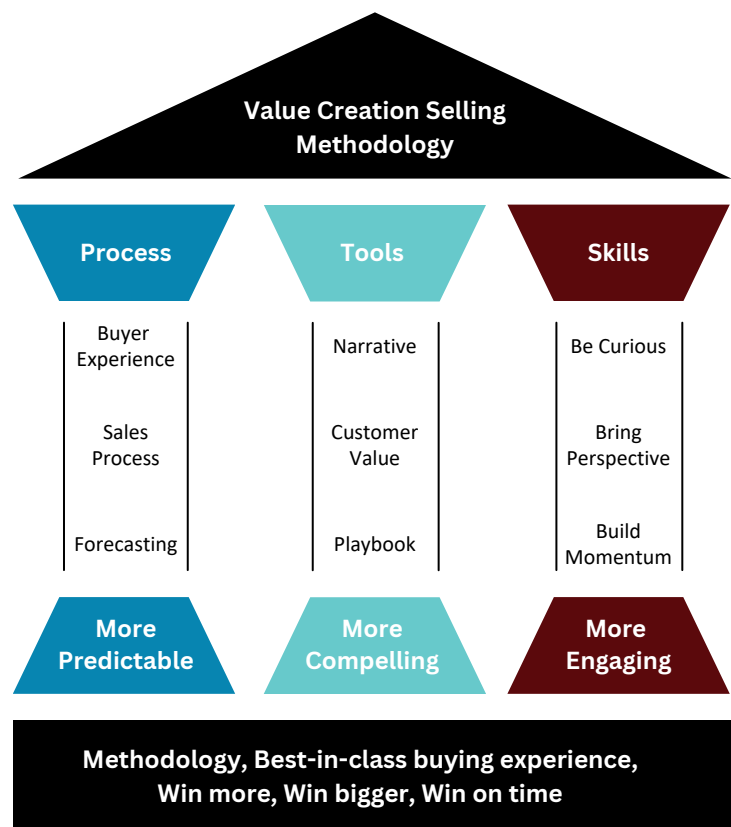 Value Creation Selling
Methodology
Process
Tools
Skills
Buyer
Experience
Sales
Process
Forecasting
Narrative
Customer
Value
Playbook
Be Curious
Bring
Perspective
Build
Momentum
More
Predictable
More
Compelling
More
Engaging
Methodology, Best-in-class buying experience,
Win more, Win bigger, Win on time